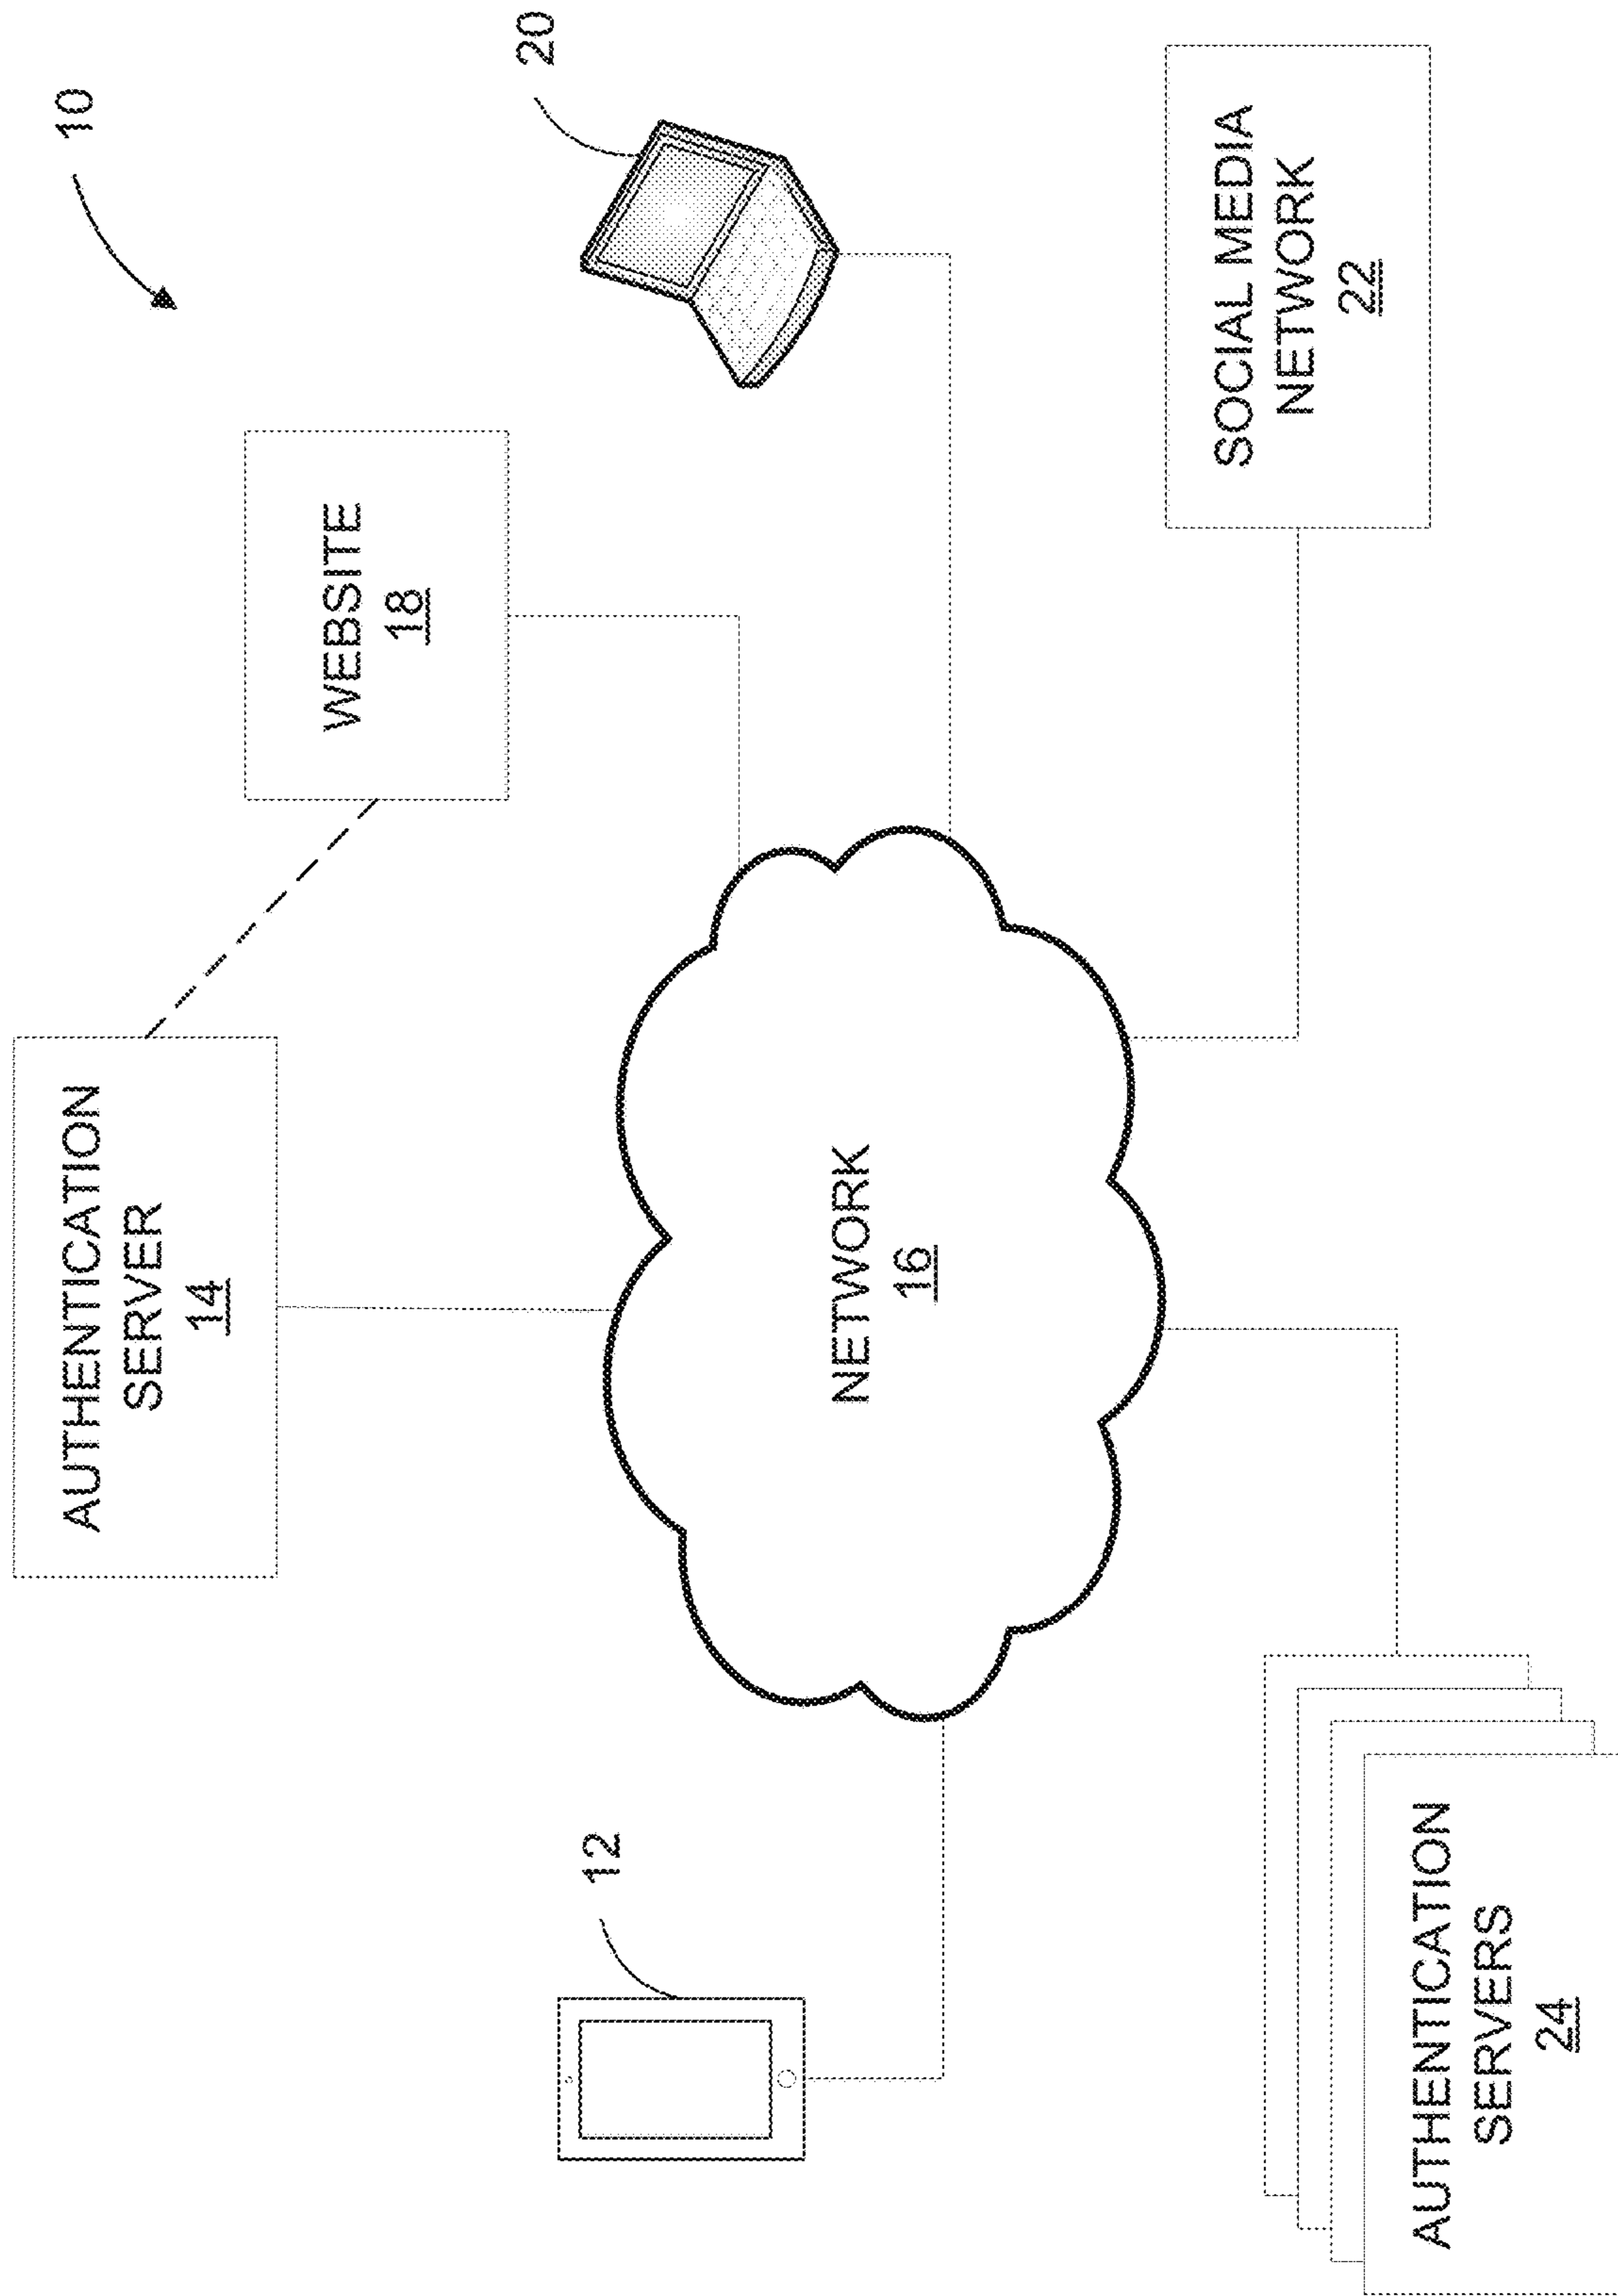 10
AUTHENTICATION
SERVER
14
WEBSITE
18
20
12
NETWORK
16
SOCIAL MEDIA
NETWORK
22
AUTHENTICATION
SERVERS
24